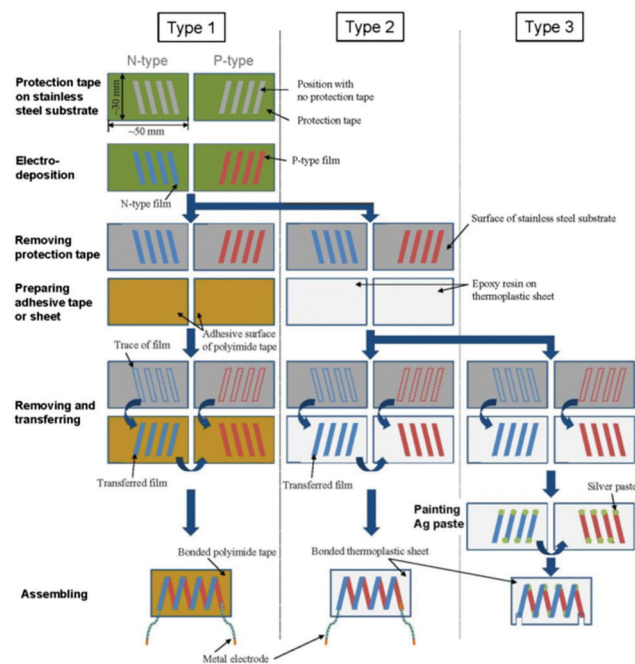 Type 1
Type 2
Type 3
N-type
P-type
Protection tape
on stainless
steel substrate
~30 mm
~50 mm
Position with
no protection tape
Protection tape
Electro-
deposition
P-type film
N-type film
Removing
protection tape
Surface of stainless steel substrate
Preparing
adhesive tape
or sheet
Epoxy resin on
thermoplastic sheet
Adhesive surface
of polyimide tape
Trace of film
Removing and
transferring
Transferred film
Transferred film
Painting
Ag paste
Silver paste
Bonded polyimide tape
Bonded thermoplastic sheet
Assembling
Metal electrode